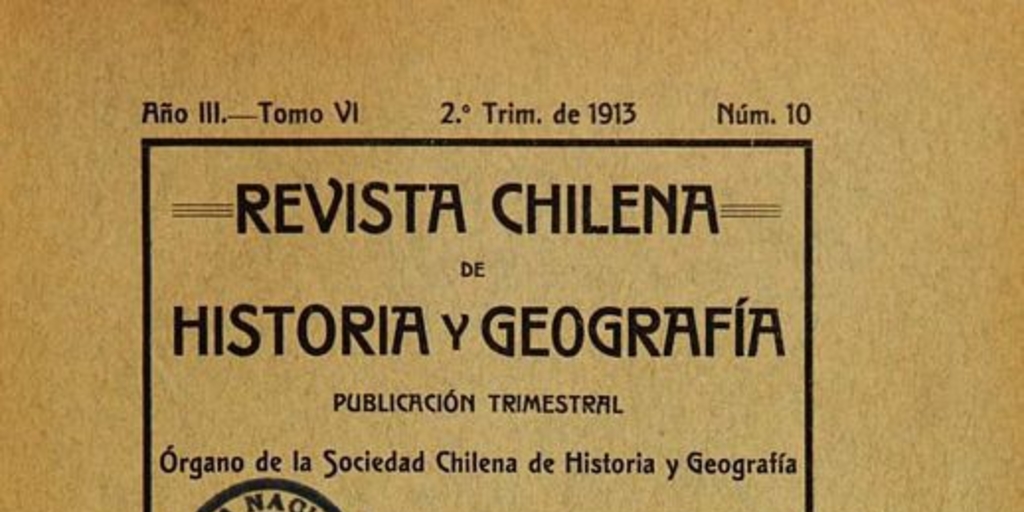 Año III.—Tomo VI 2.° Trim. de 1913 Núm. 10
REVISTA CHILENA
DE
HISTORIA Y GEOGRAFÍA
PUBLICACIÓN TRIMESTRAL
Órgano de la Sociedad Chilena de Historia y Geografía